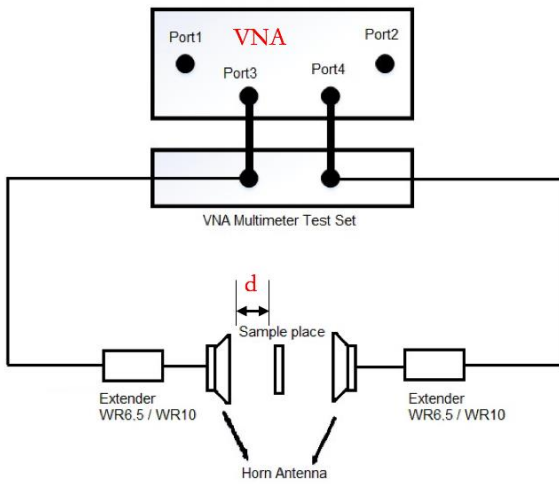 Port1
VNA
Port2
Port3
Port4
VNA Multimeter Test Set
d
Sample place
Extender
WR6.5 / WR10
Extender
WR6.5 / WR10
Horn Antenna